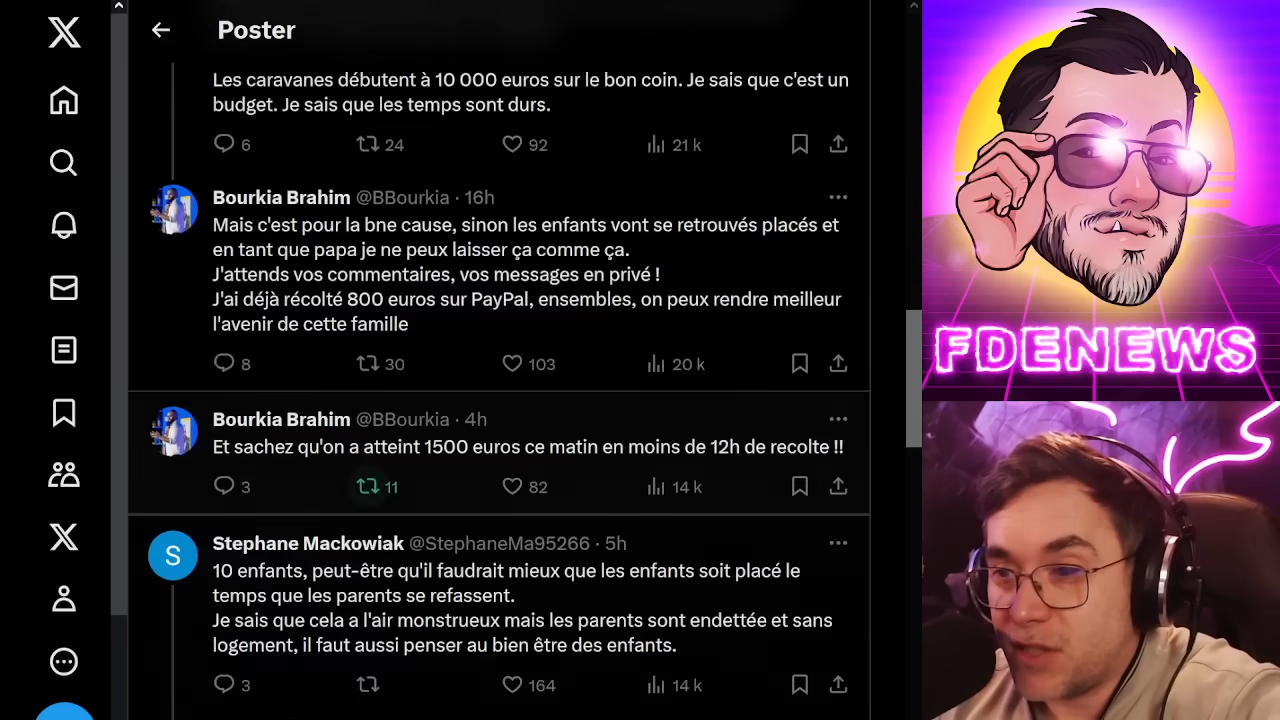 Poster
Les caravanes débutent à 10 000 euros sur le bon coin. Je sais que c'est un
budget. Je sais que les temps sont durs.
6 24 92 21 k
Bourkia Brahim @BBourkia · 16h
Mais c'est pour la bne cause, sinon les enfants vont se retrouvés placés et
en tant que papa je ne peux laisser ça comme ça.
J'attends vos commentaires, vos messages en privé !
J'ai déjà récolté 800 euros sur PayPal, ensembles, on peux rendre meilleur
l'avenir de cette famille
8 30 103 20 k
Bourkia Brahim @BBourkia · 4h
Et sachez qu'on a atteint 1500 euros ce matin en moins de 12h de recolte !!
3 11 82 14 k
S
Stephane Mackowiak @StephaneMa95266 · 5h
10 enfants, peut-être qu'il faudrait mieux que les enfants soit placé le
temps que les parents se refassent.
Je sais que cela a l'air monstrueux mais les parents sont endettée et sans
logement, il faut aussi penser au bien être des enfants.
3 164 14 k
FDENEWS